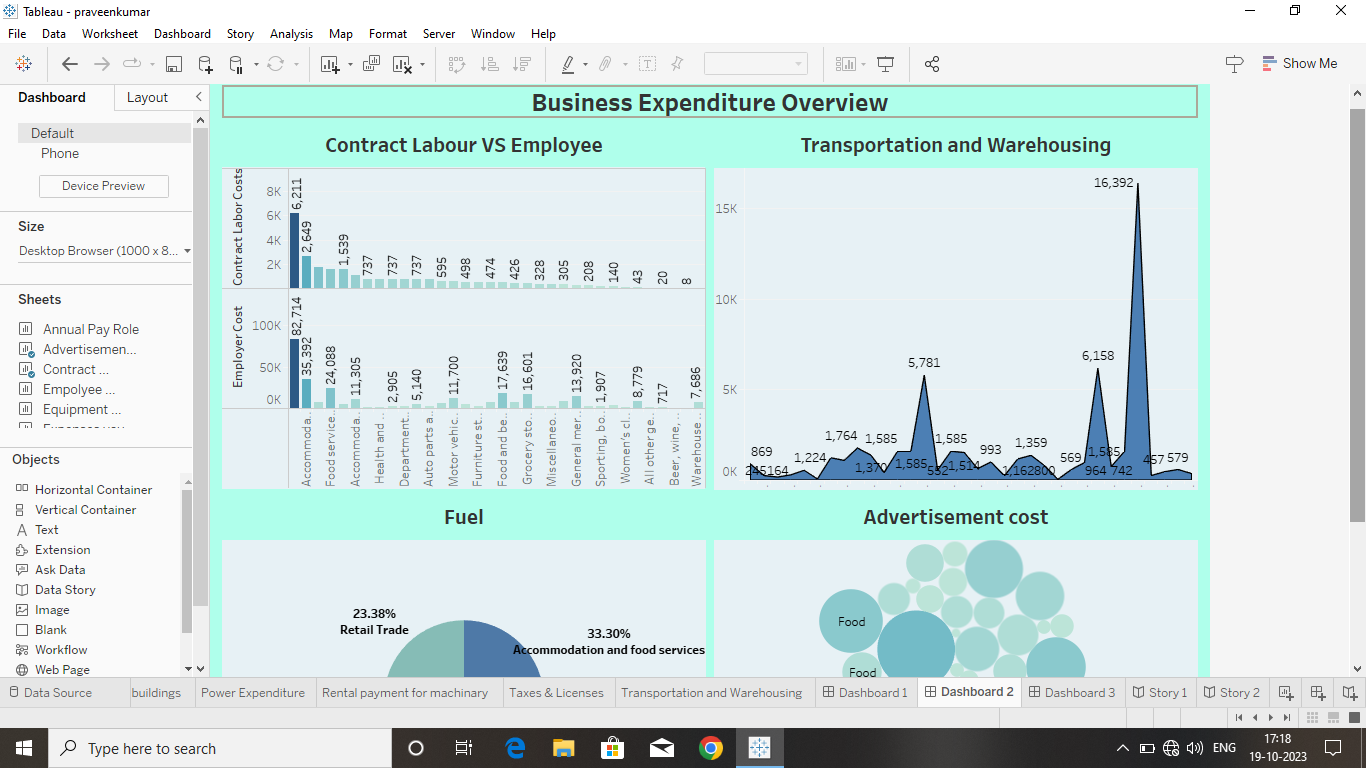 Tableau - praveenkumar
File Data Worksheet Dashboard Story Analysis Map Format Server Window Help
Show Me
Dashboard Layout
Default
Phone
Device Preview
Size
Desktop Browser (1000 x 8...
Sheets
Annual Pay Role
Advertisemen...
Contract ...
Empolyee ...
Equipment ...
Objects
Horizontal Container
Vertical Container
Text
Extension
Ask Data
Data Story
Image
Blank
Workflow
Web Page
Business Expenditure Overview
Contract Labour VS Employee
Contract Labor Costs
8K
6K
4K
2K
6,211 2,649 1,539 737 737 737 595 498 474 426 328 305 208 140 43 20 8
Employer Cost
100K
50K
0K
82,714 35,392 24,088 11,305 2,905 5,140 11,700 17,639 16,601 13,920 1,907 8,779 717 7,686
Accommoda.. Food service.. Accommoda.. Health and .. Department.. Auto parts a.. Motor vehic.. Furniture st.. Food and be.. Grocery sto.. Miscellaneo.. General mer.. Sporting, bo.. Women's cl.. All other ge.. Beer, wine, .. Warehouse ..
Transportation and Warehousing
15K
10K
5K
0K
16,392
6,158
5,781
869 1,224 1,764 1,585 1,585 993 1,359 569 1,585 457 579
245 164 1,370 1,585 552 1,514 1,162 800 964 742
Fuel
23.38%
Retail Trade
33.30%
Accommodation and food services
Advertisement cost
Food
Food
Data Source buildings Power Expenditure Rental payment for machinary Taxes & Licenses Transportation and Warehousing Dashboard 1 Dashboard 2 Dashboard 3 Story 1 Story 2
Type here to search
ENG
17:18
19-10-2023